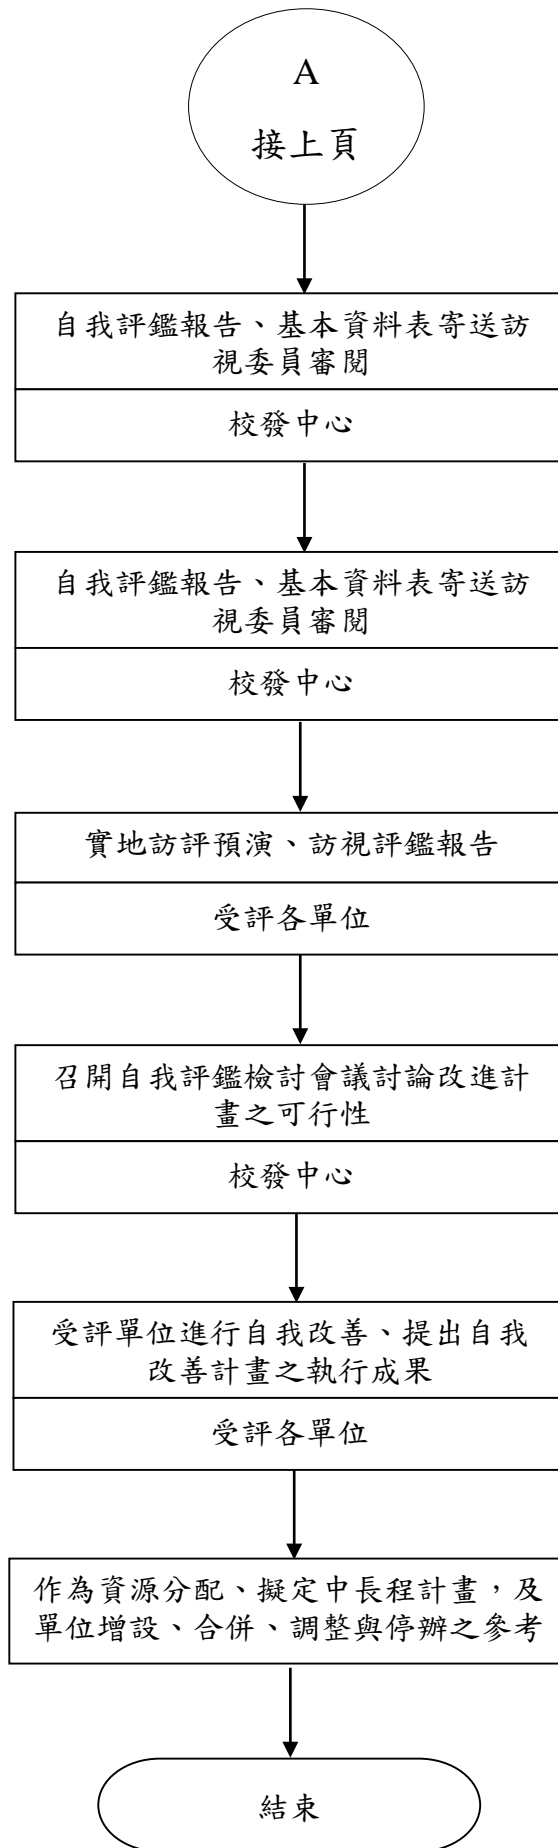 A
接上頁
自我評鑑報告、基本資料表寄送訪
視委員審閱
校發中心
自我評鑑報告、基本資料表寄送訪
視委員審閱
校發中心
實地訪評預演、訪視評鑑報告
受評各單位
召開自我評鑑檢討會議討論改進計
畫之可行性
校發中心
受評單位進行自我改善、提出自我
改善計畫之執行成果
受評各單位
作為資源分配、擬定中長程計畫，及
單位增設、合併、調整與停辦之參考
結束